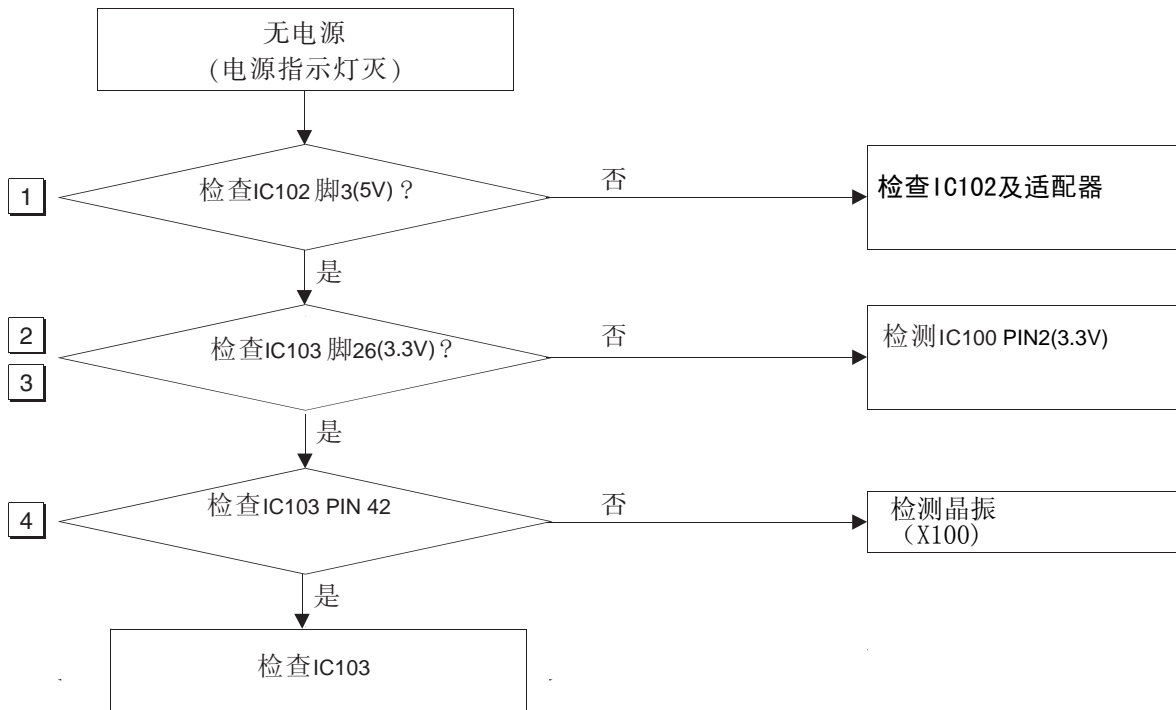 无电源
(电源指示灯灭)
1
检查IC102 脚3(5V)？
否
检查IC102及适配器
是
2
3
检查IC103 脚26(3.3V)？
否
检测IC100 PIN2(3.3V)
是
4
检查IC103 PIN 42
否
检测晶振
（X100）
是
检查IC103